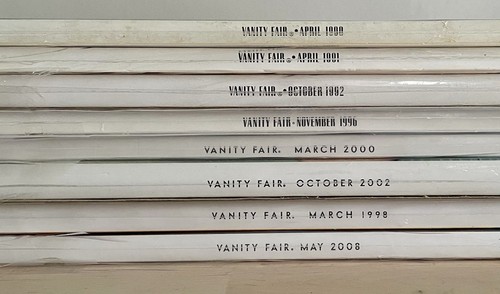 VANITY FAIR ® • APRIL 1990
VANITY FAIR ® • APRIL 1991
VANITY FAIR ® • OCTOBER 1992
VANITY FAIR • NOVEMBER 1996
VANITY FAIR. MARCH 2000
VANITY FAIR. OCTOBER 2002
VANITY FAIR. MARCH 1998
VANITY FAIR. MAY 2008